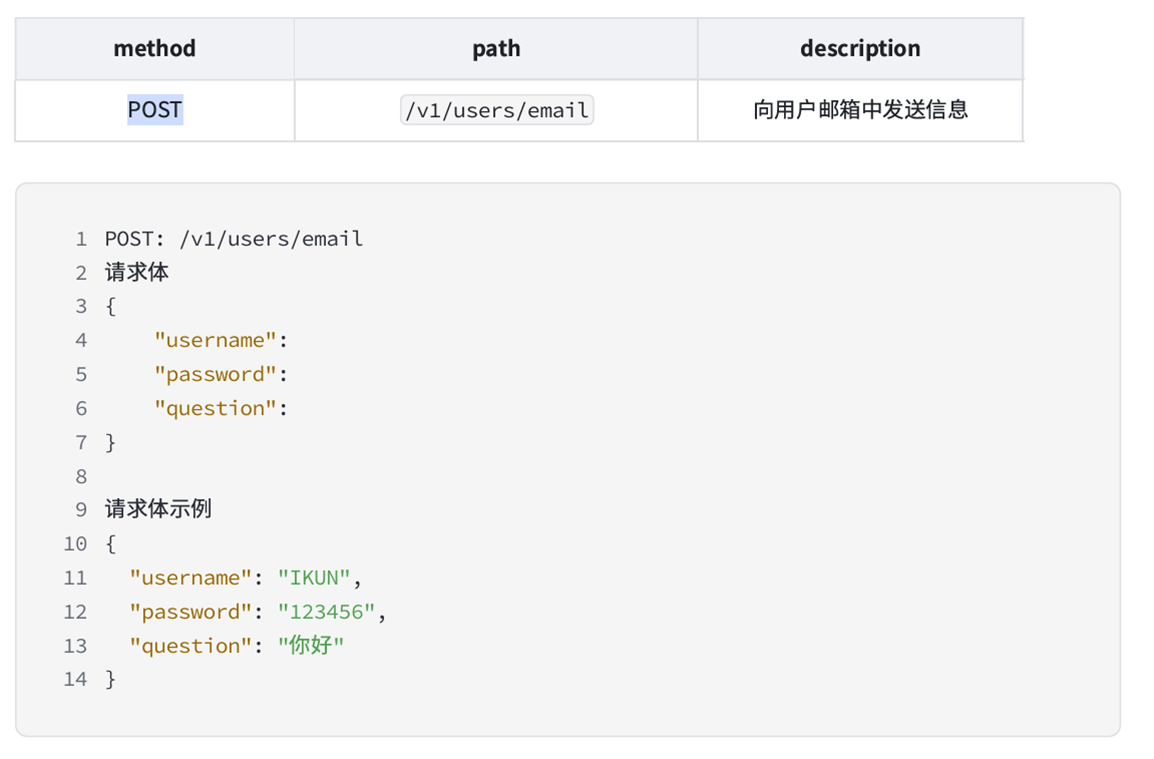 method path description
POST /v1/users/email 向用户邮箱中发送信息
1 POST: /v1/users/email
2 请求体
3 {
4 "username":
5 "password":
6 "question":
7 }
8
9 请求体示例
10 {
11 "username": "IKUN",
12 "password": "123456",
13 "question": "你好"
14 }